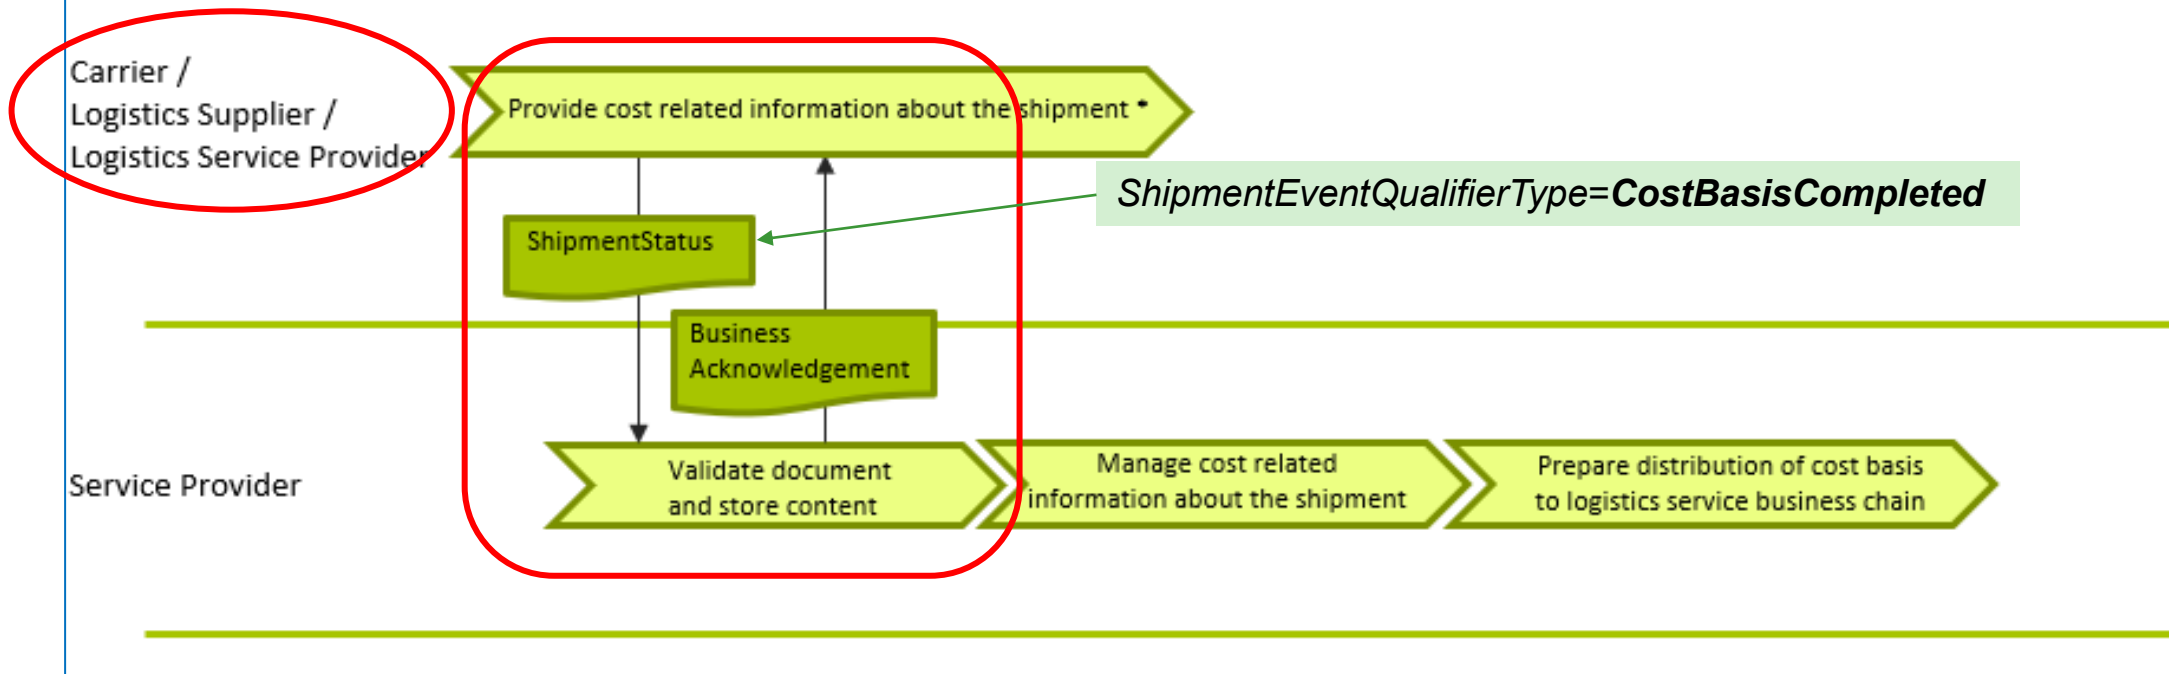 Carrier /
Logistics Supplier /
Logistics Service Provider
Provide cost related information about the shipment *
ShipmentEventQualifierType=CostBasisCompleted
ShipmentStatus
Business
Acknowledgement
Service Provider
Validate document
and store content
Manage cost related
information about the shipment
Prepare distribution of cost basis
to logistics service business chain